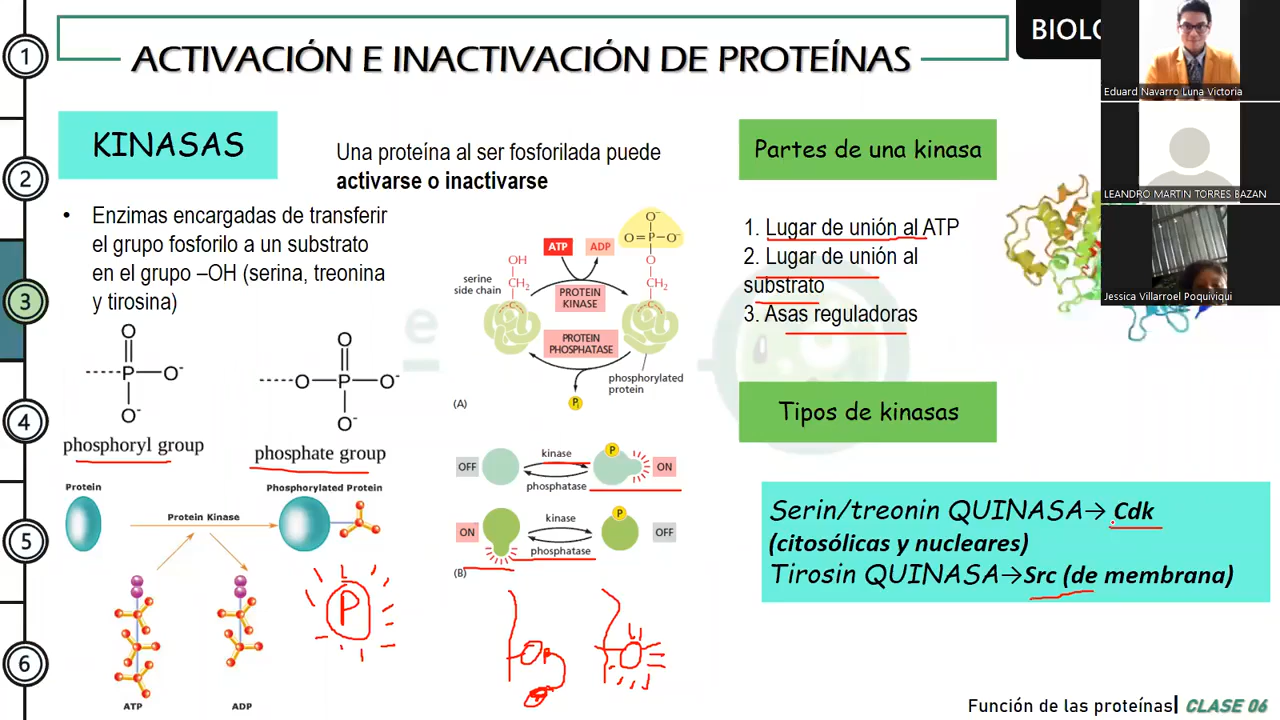 ACTIVACIÓN E INACTIVACIÓN DE PROTEÍNAS
BIOLO
Eduard Navarro Luna Victoria
LEANDRO MARTIN TORRES BAZAN
Jessica Villarroel Poquiviqui
1
2
3
4
5
6
KINASAS
• Enzimas encargadas de transferir
el grupo fosforilo a un substrato
en el grupo –OH (serina, treonina
y tirosina)
O
P
O-
O-
phosphoryl group
O
O
P
O-
O-
phosphate group
Protein
Protein Kinase
Phosphorylated Protein
ATP
ADP
P
Una proteína al ser fosforilada puede
activarse o inactivarse
serine
side chain
OH
CH2
C
ATP
ADP
PROTEIN
KINASE
PROTEIN
PHOSPHATASE
Pi
O-
O=P—O-
O
CH2
C
phosphorylated
protein
(A)
OFF
kinase
phosphatase
P
ON
ON
kinase
phosphatase
P
OFF
(B)
Partes de una kinasa
1. Lugar de unión al ATP
2. Lugar de unión al
substrato
3. Asas reguladoras
Tipos de kinasas
Serin/treonin QUINASA→ Cdk
(citosólicas y nucleares)
Tirosin QUINASA→Src (de membrana)
Función de las proteínas| CLASE 06